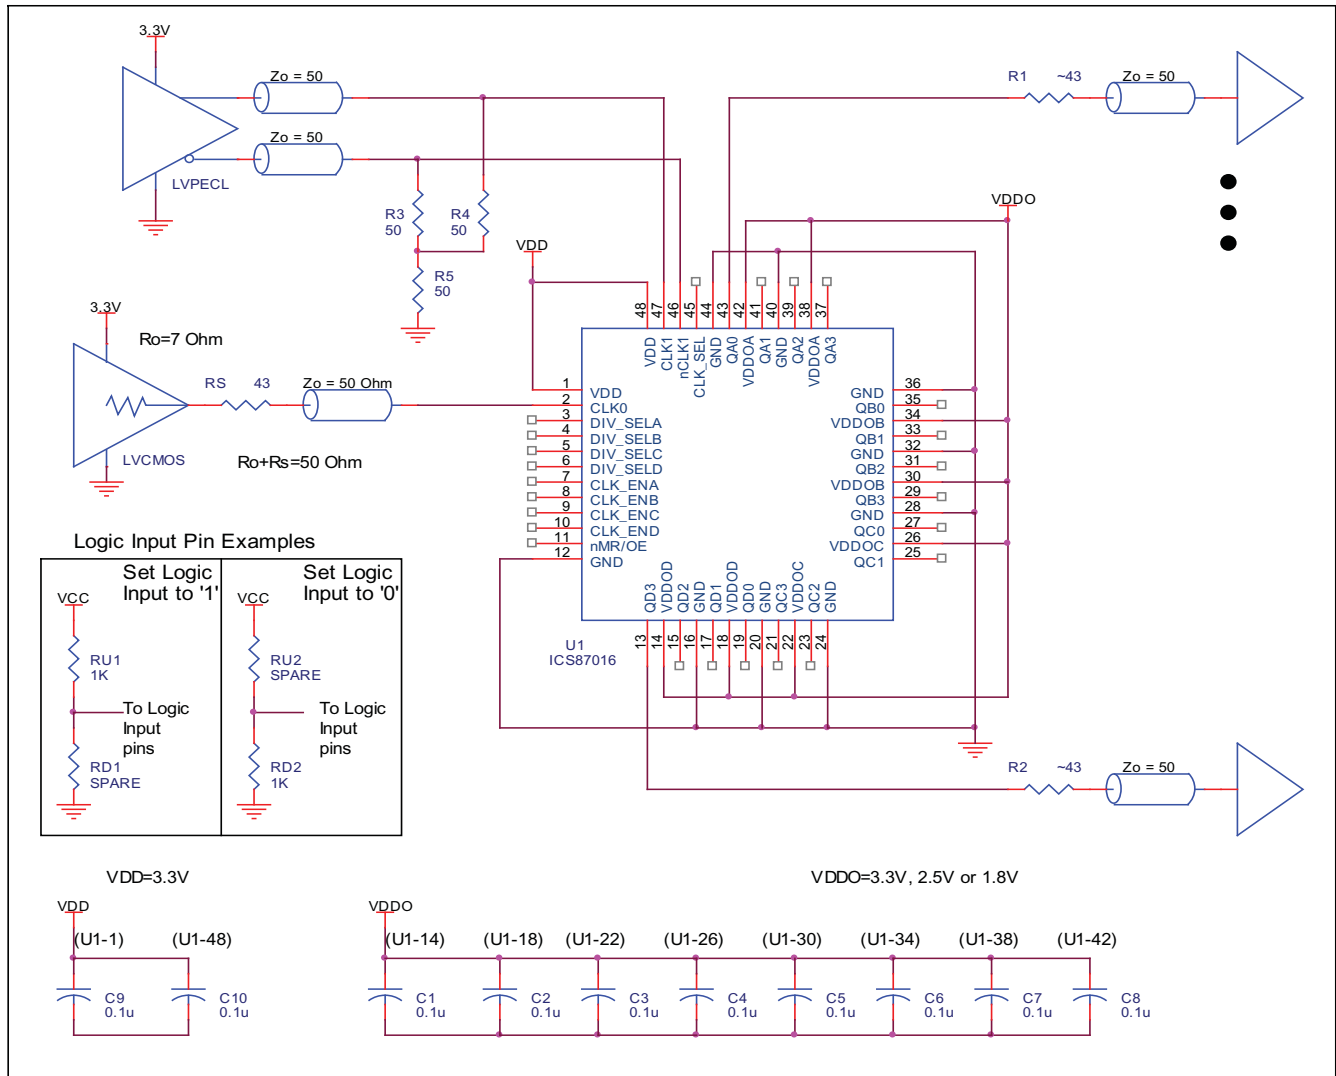 3.3V
Zo = 50
Zo = 50
LVPECL
R3
50
R4
50
R5
50
VDD
R1 ~43
Zo = 50
VDDO
3.3V
Ro=7 Ohm
RS 43
Zo = 50 Ohm
LVCMOS
Ro+Rs=50 Ohm
48 47 46 45 44 43 42 41 40 39 38 37
VDD CLK1 nCLK1 CLK_SEL GND QA0 VDDOA QA1 GND QA2 VDDOA QA3
1 VDD
2 CLK0
3 DIV_SELA
4 DIV_SELB
5 DIV_SELC
6 DIV_SELD
7 CLK_ENA
8 CLK_ENB
9 CLK_ENC
10 CLK_END
11 nMR/OE
12 GND
GND 36
QB0 35
VDDOB 34
QB1 33
GND 32
QB2 31
VDDOB 30
QB3 29
GND 28
QC0 27
VDDOC 26
QC1 25
QD3 VDDOD QD2 GND QD1 VDDOD QD0 GND QC3 VDDOC QC2 GND
13 14 15 16 17 18 19 20 21 22 23 24
U1
ICS87016
Logic Input Pin Examples
Set Logic
Input to '1'
VCC
RU1
1K
To Logic
Input
pins
RD1
SPARE
Set Logic
Input to '0'
VCC
RU2
SPARE
To Logic
Input
pins
RD2
1K
R2 ~43
Zo = 50
VDD=3.3V
VDD
(U1-1) (U1-48)
C9
0.1u
C10
0.1u
VDDO=3.3V, 2.5V or 1.8V
VDDO
(U1-14) (U1-18) (U1-22) (U1-26) (U1-30) (U1-34) (U1-38) (U1-42)
C1
0.1u
C2
0.1u
C3
0.1u
C4
0.1u
C5
0.1u
C6
0.1u
C7
0.1u
C8
0.1u